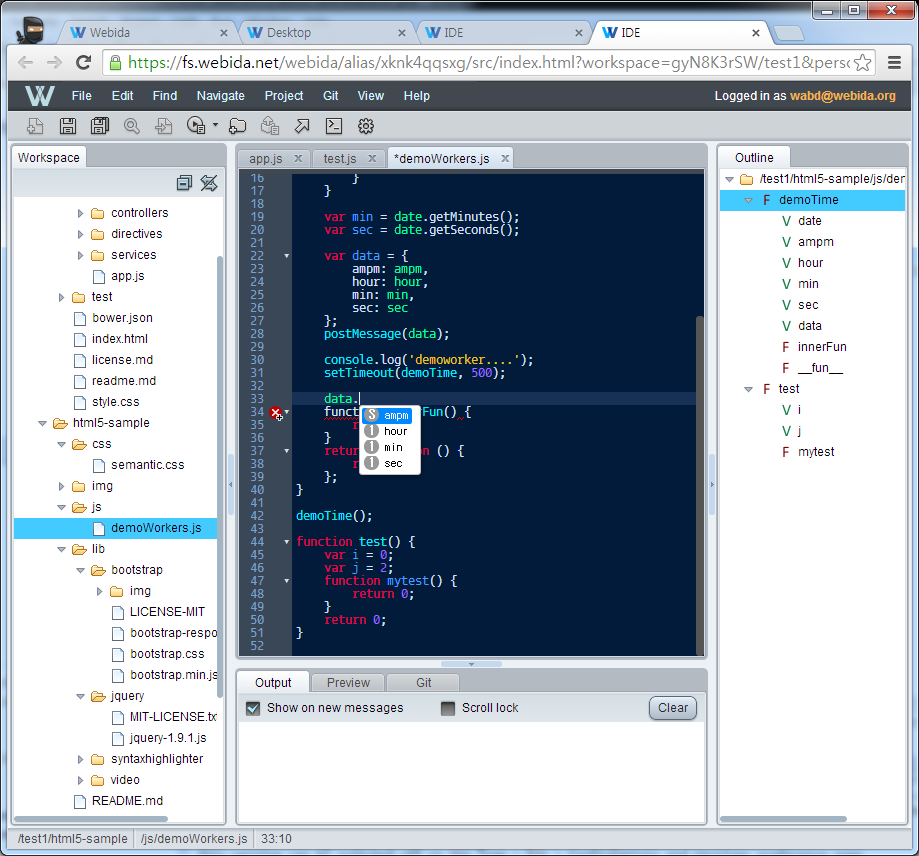 Webida
Desktop
IDE
IDE
https://fs.webida.net/webida/alias/xknk4qqsxg/src/index.html?workspace=gyN8K3rSW/test1&perso
W File Edit Find Navigate Project Git View Help Logged in as wabd@webida.org
Workspace
controllers
directives
services
app.js
test
bower.json
index.html
license.md
readme.md
style.css
html5-sample
css
semantic.css
img
js
demoWorkers.js
lib
bootstrap
img
LICENSE-MIT
bootstrap-respo
bootstrap.css
bootstrap.min.js
jquery
MIT-LICENSE.tx
jquery-1.9.1.js
syntaxhighlighter
video
README.md
app.js
test.js
*demoWorkers.js
16 }
17 }
18
19 var min = date.getMinutes();
20 var sec = date.getSeconds();
21
22 var data = {
23 ampm: ampm,
24 hour: hour,
25 min: min,
26 sec: sec
27 };
28 postMessage(data);
29
30 console.log('demoworker....');
31 setTimeout(demoTime, 500);
32
33 data.
34 funct Fun() {
35 r
36 }
37 retu n () {
38 r
39 };
40 }
41
42 demoTime();
43
44 function test() {
45 var i = 0;
46 var j = 2;
47 function mytest() {
48 return 0;
49 }
50 return 0;
51 }
52
S ampm
I hour
I min
I sec
Output
Preview
Git
Show on new messages
Scroll lock
Clear
Outline
/test1/html5-sample/js/den
F demoTime
V date
V ampm
V hour
V min
V sec
V data
F innerFun
F __fun__
F test
V i
V j
F mytest
/test1/html5-sample /js/demoWorkers.js 33:10